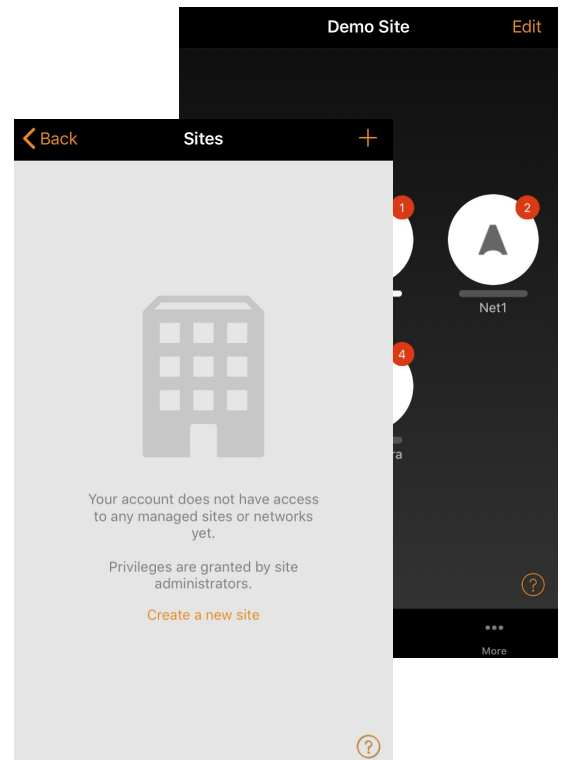 Demo Site
Edit
Back
Sites
1
2
Net1
4
ra
Your account does not have access
to any managed sites or networks
yet.
Privileges are granted by site
administrators.
Create a new site
?
More
?